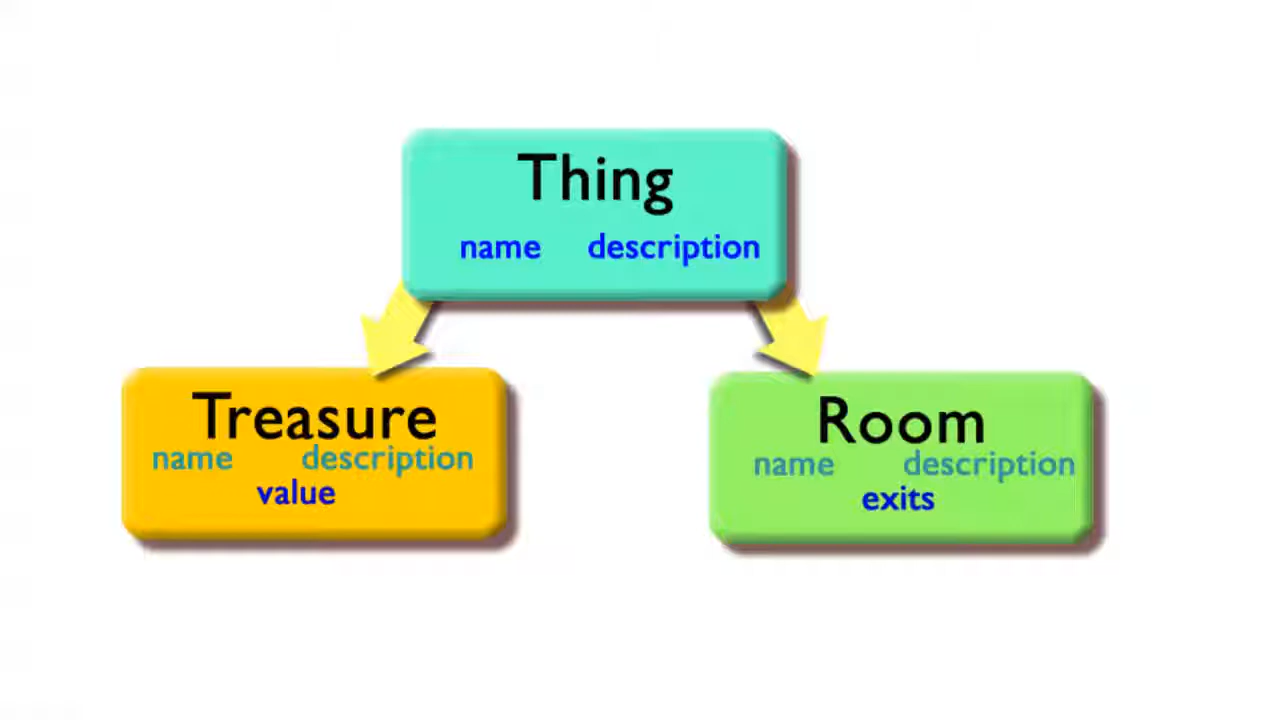 Thing
name description
Treasure
name description
value
Room
name description
exits